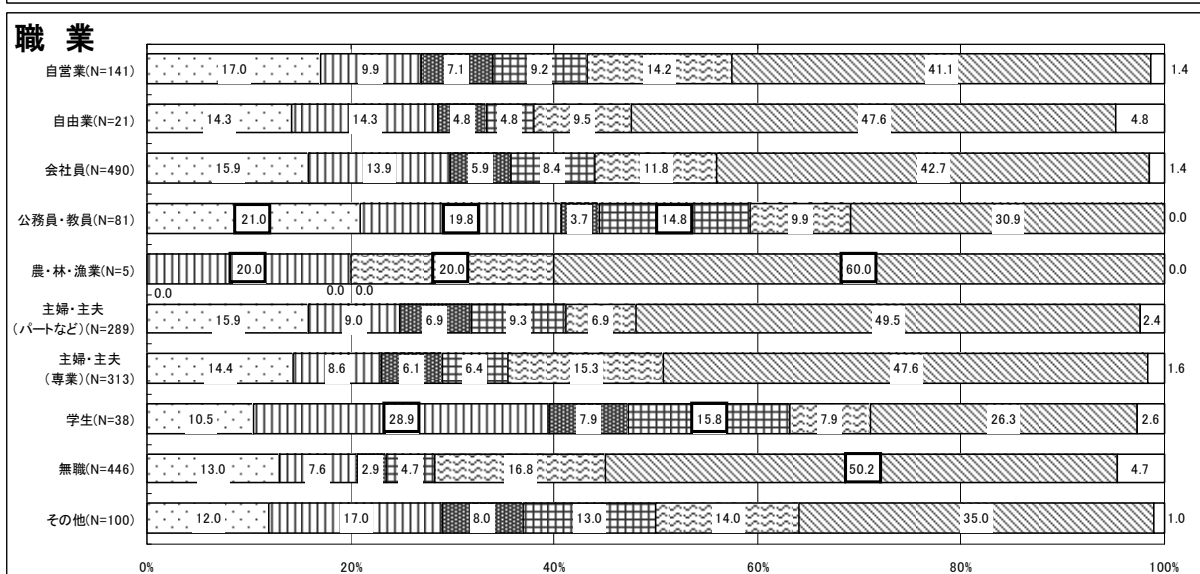 職 業
自営業(N=141) 17.0 9.9 7.1 9.2 14.2 41.1 1.4
自由業(N=21) 14.3 14.3 4.8 4.8 9.5 47.6 4.8
会社員(N=490) 15.9 13.9 5.9 8.4 11.8 42.7 1.4
公務員・教員(N=81) 21.0 19.8 3.7 14.8 9.9 30.9 0.0
農・林・漁業(N=5) 20.0 20.0 60.0 0.0
0.0 0.0 0.0
主婦・主夫
(パートなど)(N=289) 15.9 9.0 6.9 9.3 6.9 49.5 2.4
主婦・主夫
(専業)(N=313) 14.4 8.6 6.1 6.4 15.3 47.6 1.6
学生(N=38) 10.5 28.9 7.9 15.8 7.9 26.3 2.6
無職(N=446) 13.0 7.6 2.9 4.7 16.8 50.2 4.7
その他(N=100) 12.0 17.0 8.0 13.0 14.0 35.0 1.0
0% 20% 40% 60% 80% 100%